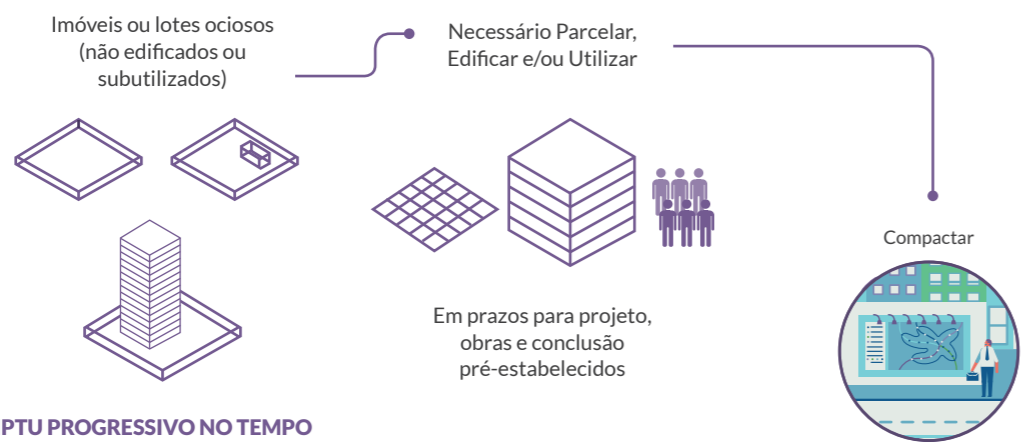 Imóveis ou lotes ociosos
(não edificados ou
subutilizados)
Necessário Parcelar,
Edificar e/ou Utilizar
Compactar
Em prazos para projeto,
obras e conclusão
pré-estabelecidos
PTU PROGRESSIVO NO TEMPO